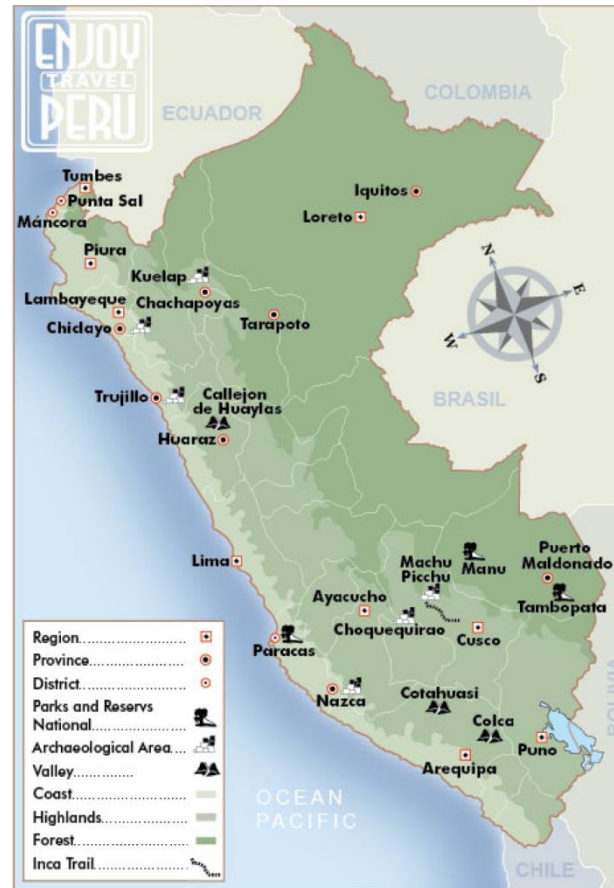 ENJOY
TRAVEL
PERU
ECUADOR
COLOMBIA
Tumbes
Punta Sal
Máncora
Iquitos
Loreto
Piura
Kuelap
Chachapoyas
Lambayeque
Chiclayo
Tarapoto
N
E
W
S
BRASIL
Trujillo
Callejon
de Huaylas
Huaraz
Lima
Machu
Picchu
Manu
Puerto
Maldonado
Tambopata
Ayacucho
Choquequirao
Cusco
Paracas
Nazca
Cotahuasi
Colca
Puno
Arequipa
BOLIVIA
OCEAN
PACIFIC
CHILE
Region
Province
District
Parks and Reservs
National
Archaeological Area
Valley
Coast
Highlands
Forest
Inca Trail